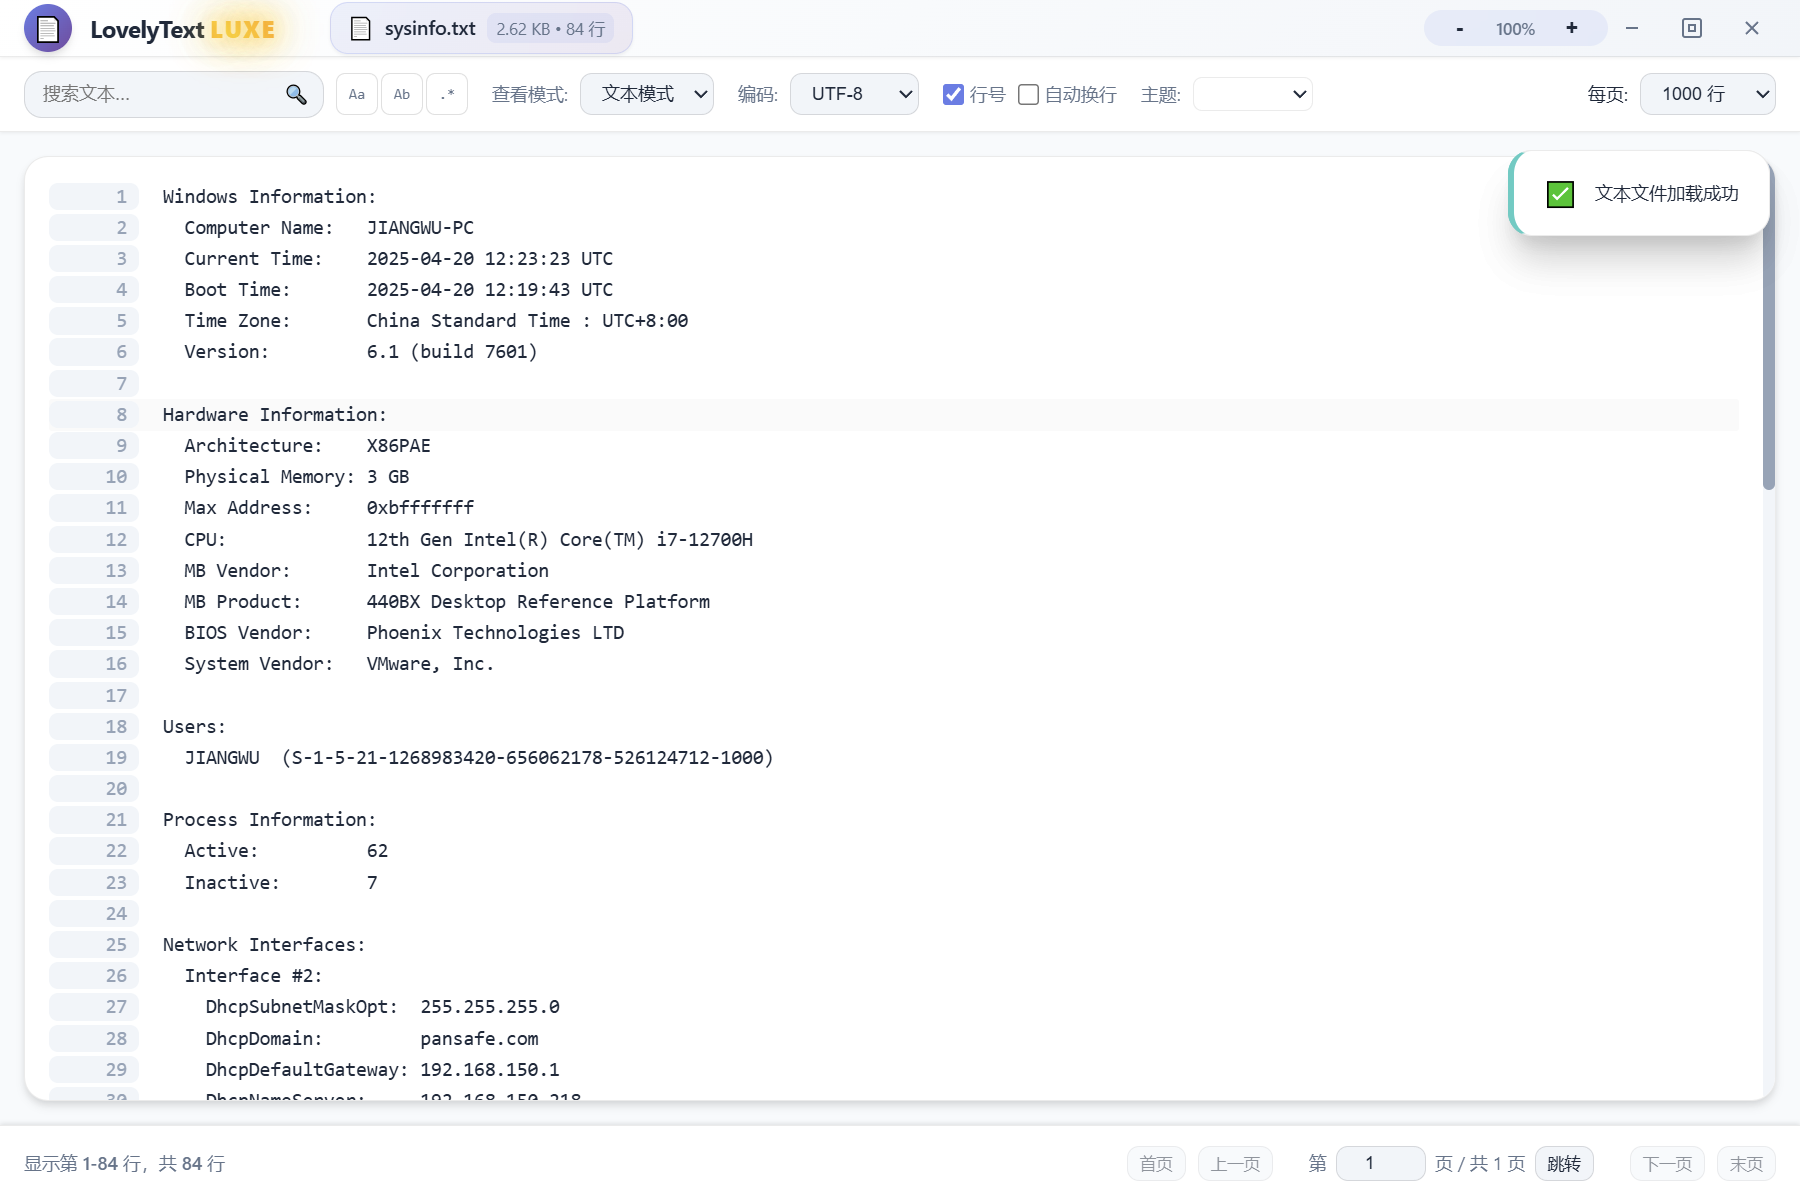 LovelyText LUXE
sysinfo.txt 2.62 KB • 84 行
- 100% +
搜索文本...
Aa Ab .*
查看模式: 文本模式
编码: UTF-8
行号 自动换行 主题:
每页: 1000 行
文本文件加载成功
1 Windows Information:
2 Computer Name: JIANGWU-PC
3 Current Time: 2025-04-20 12:23:23 UTC
4 Boot Time: 2025-04-20 12:19:43 UTC
5 Time Zone: China Standard Time : UTC+8:00
6 Version: 6.1 (build 7601)
7
8 Hardware Information:
9 Architecture: X86PAE
10 Physical Memory: 3 GB
11 Max Address: 0xbfffffff
12 CPU: 12th Gen Intel(R) Core(TM) i7-12700H
13 MB Vendor: Intel Corporation
14 MB Product: 440BX Desktop Reference Platform
15 BIOS Vendor: Phoenix Technologies LTD
16 System Vendor: VMware, Inc.
17
18 Users:
19 JIANGWU (S-1-5-21-1268983420-656062178-526124712-1000)
20
21 Process Information:
22 Active: 62
23 Inactive: 7
24
25 Network Interfaces:
26 Interface #2:
27 DhcpSubnetMaskOpt: 255.255.255.0
28 DhcpDomain: pansafe.com
29 DhcpDefaultGateway: 192.168.150.1
30 DhcpNameServer: 192.168.150.218
显示第 1-84 行，共 84 行
首页 上一页 第 1 页 / 共 1 页 跳转 下一页 末页